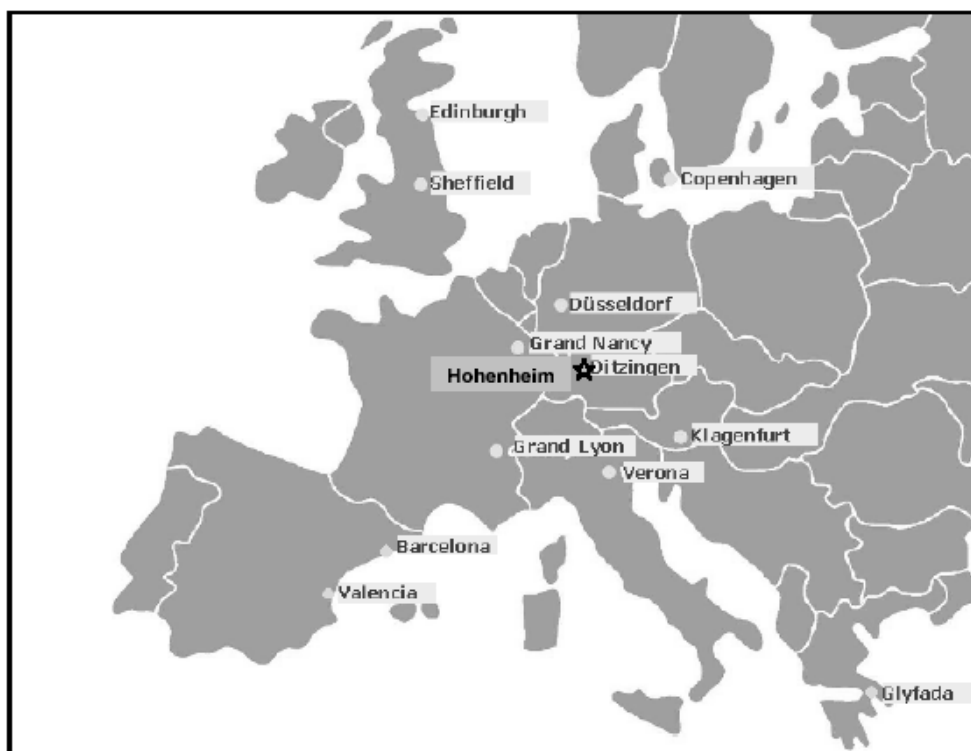 Edinburgh
Sheffield
Copenhagen
Düsseldorf
Grand Nancy
Ditzingen
Hohenheim
Klagenfurt
Grand Lyon
Verona
Barcelona
Valencia
Glyfada